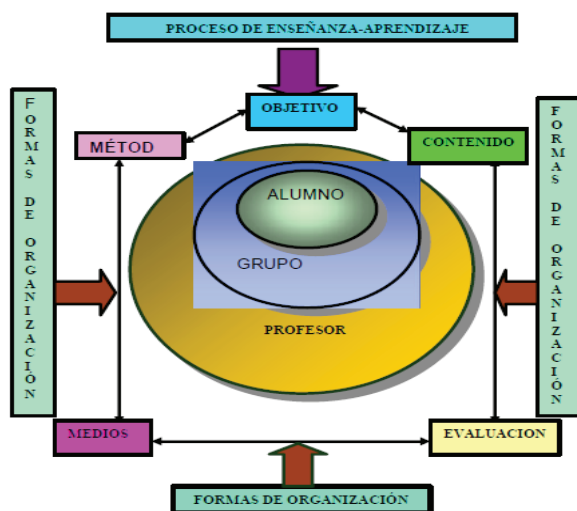 PROCESO DE ENSEÑANZA-APRENDIZAJE
OBJETIVO
MÉTOD
CONTENIDO
FORMAS DE ORGANIZACIÓN
ALUMNO
GRUPO
PROFESOR
FORMAS DE ORGANIZACIÓN
MEDIOS
EVALUACION
FORMAS DE ORGANIZACIÓN